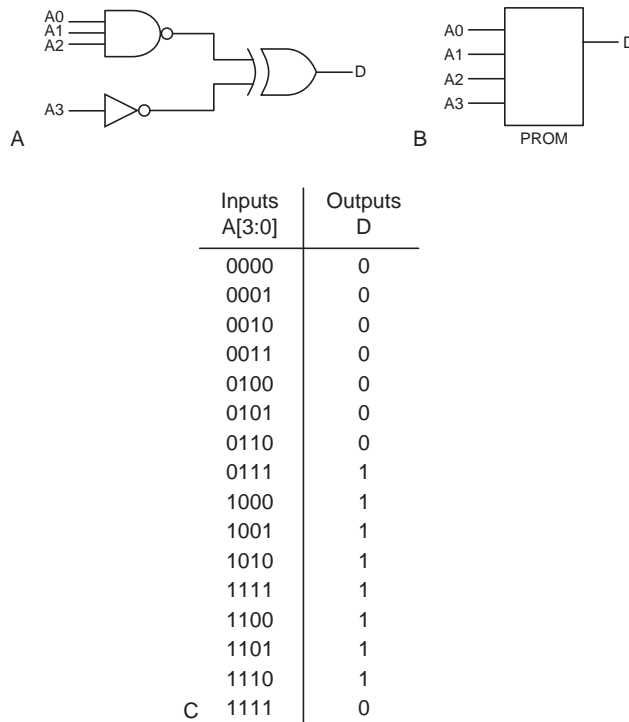 A0
A1
A2
D
A3
A
A0
A1
A2
A3
D
PROM
B
Inputs Outputs
A[3:0] D
0000 0
0001 0
0010 0
0011 0
0100 0
0101 0
0110 0
0111 1
1000 1
1001 1
1010 1
1111 1
1100 1
1101 1
1110 1
C 1111 0